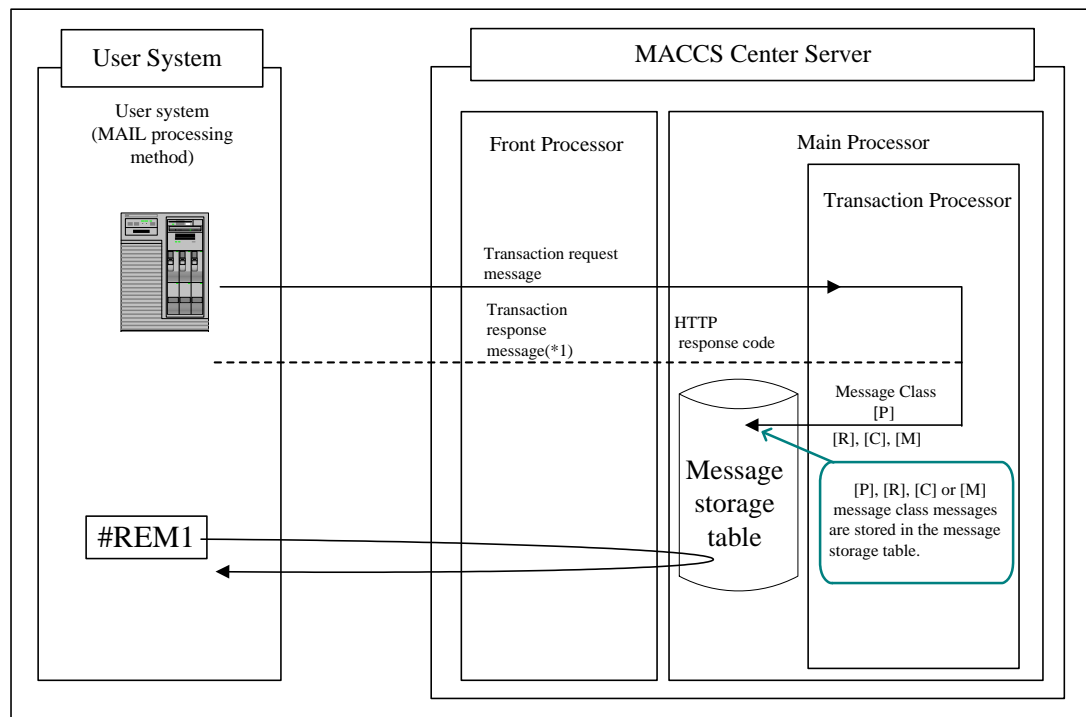 User System
MACCS Center Server
User system
(MAIL processing
method)
Front Processor
Main Processor
Transaction Processor
Transaction request
message
Transaction
response
message(*1)
HTTP
response code
Message Class
[P]
[R], [C], [M]
Message
storage
table
[P], [R], [C] or [M]
message class messages
are stored in the message
storage table.
#REM1